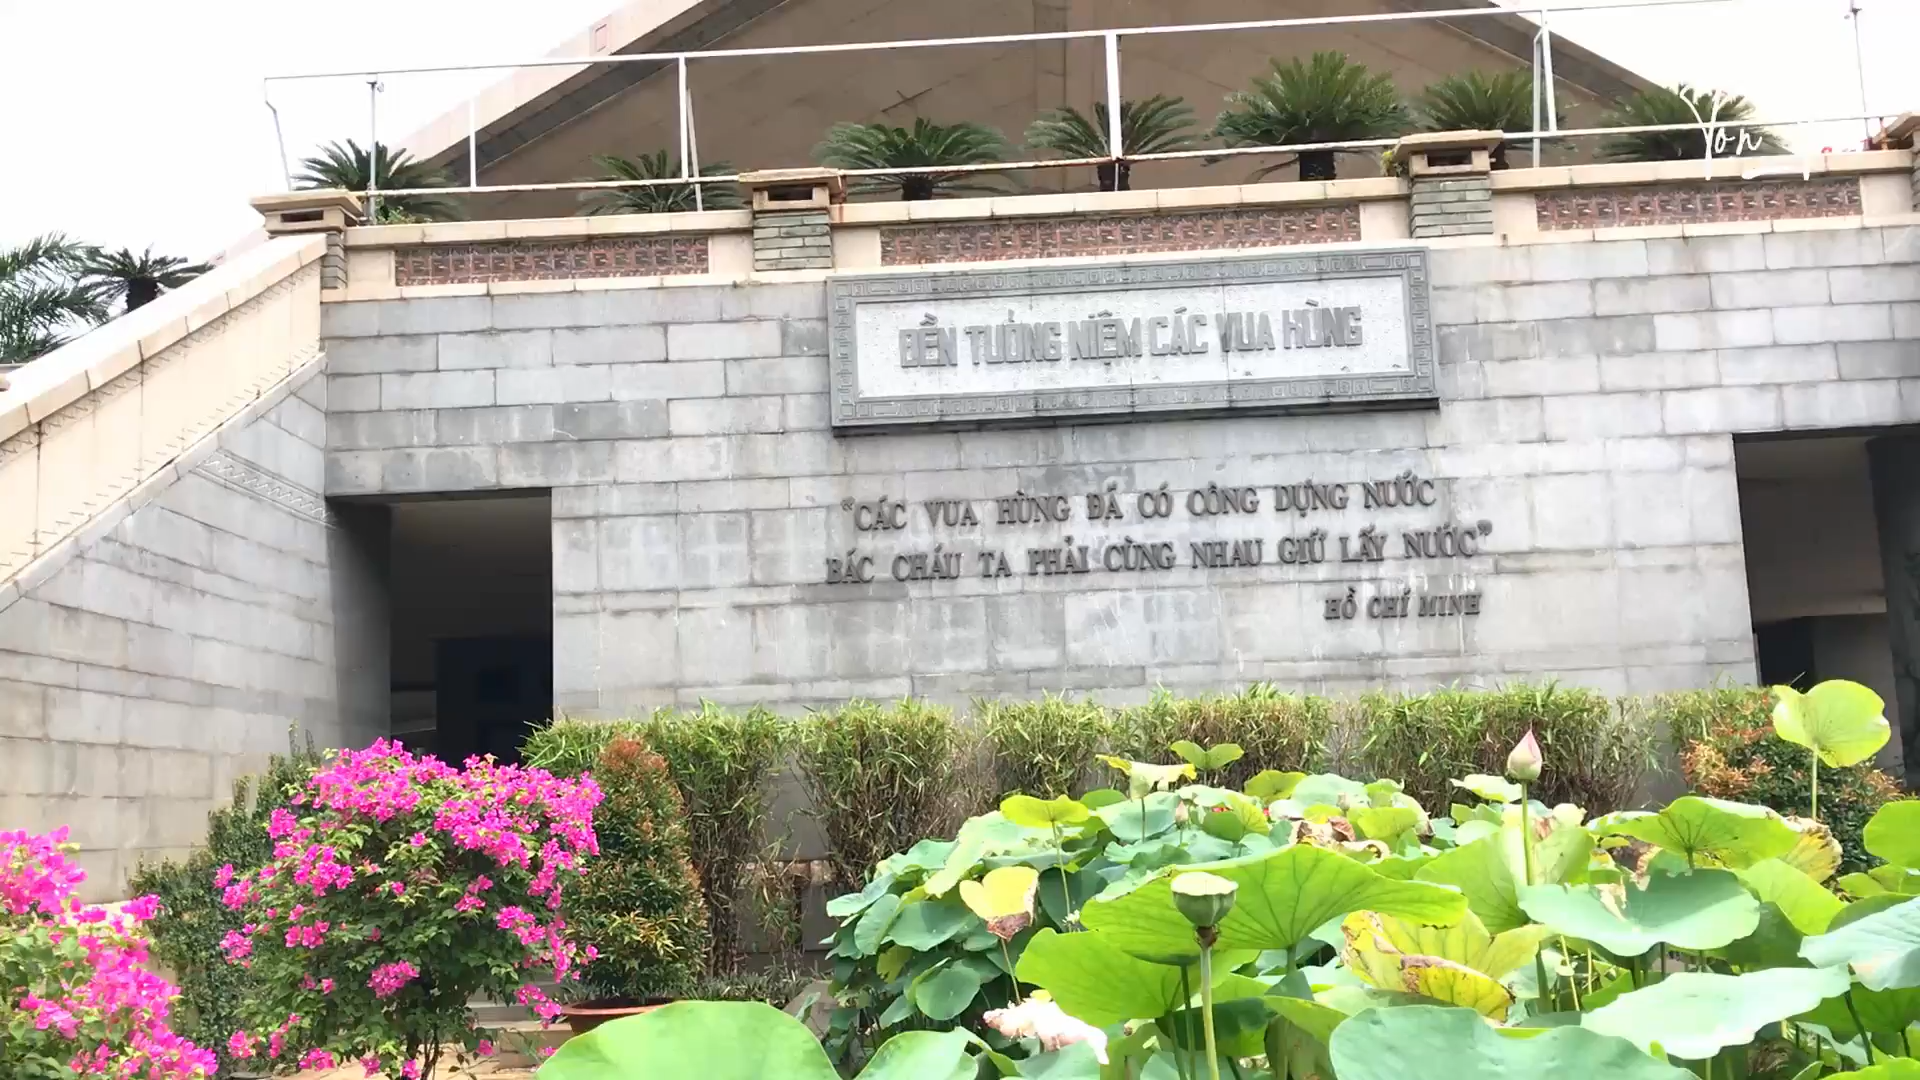 Yon
ĐỀN TƯỞNG NIỆM CÁC VUA HÙNG
“CÁC VUA HÙNG ĐÃ CÓ CÔNG DỰNG NƯỚC
BÁC CHÁU TA PHẢI CÙNG NHAU GIỮ LẤY NƯỚC”
HỒ CHÍ MINH